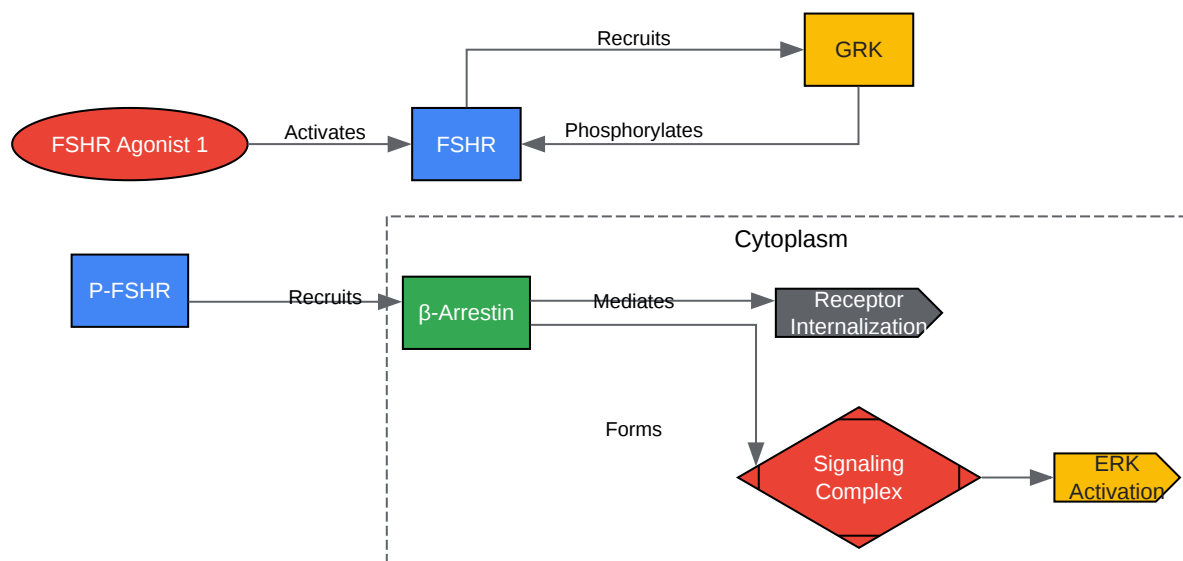 Recruits
GRK
FSHR Agonist 1
Activates
FSHR
Phosphorylates
Cytoplasm
P-FSHR
Recruits
β-Arrestin
Mediates
Receptor
Internalization
Forms
Signaling
Complex
ERK
Activation